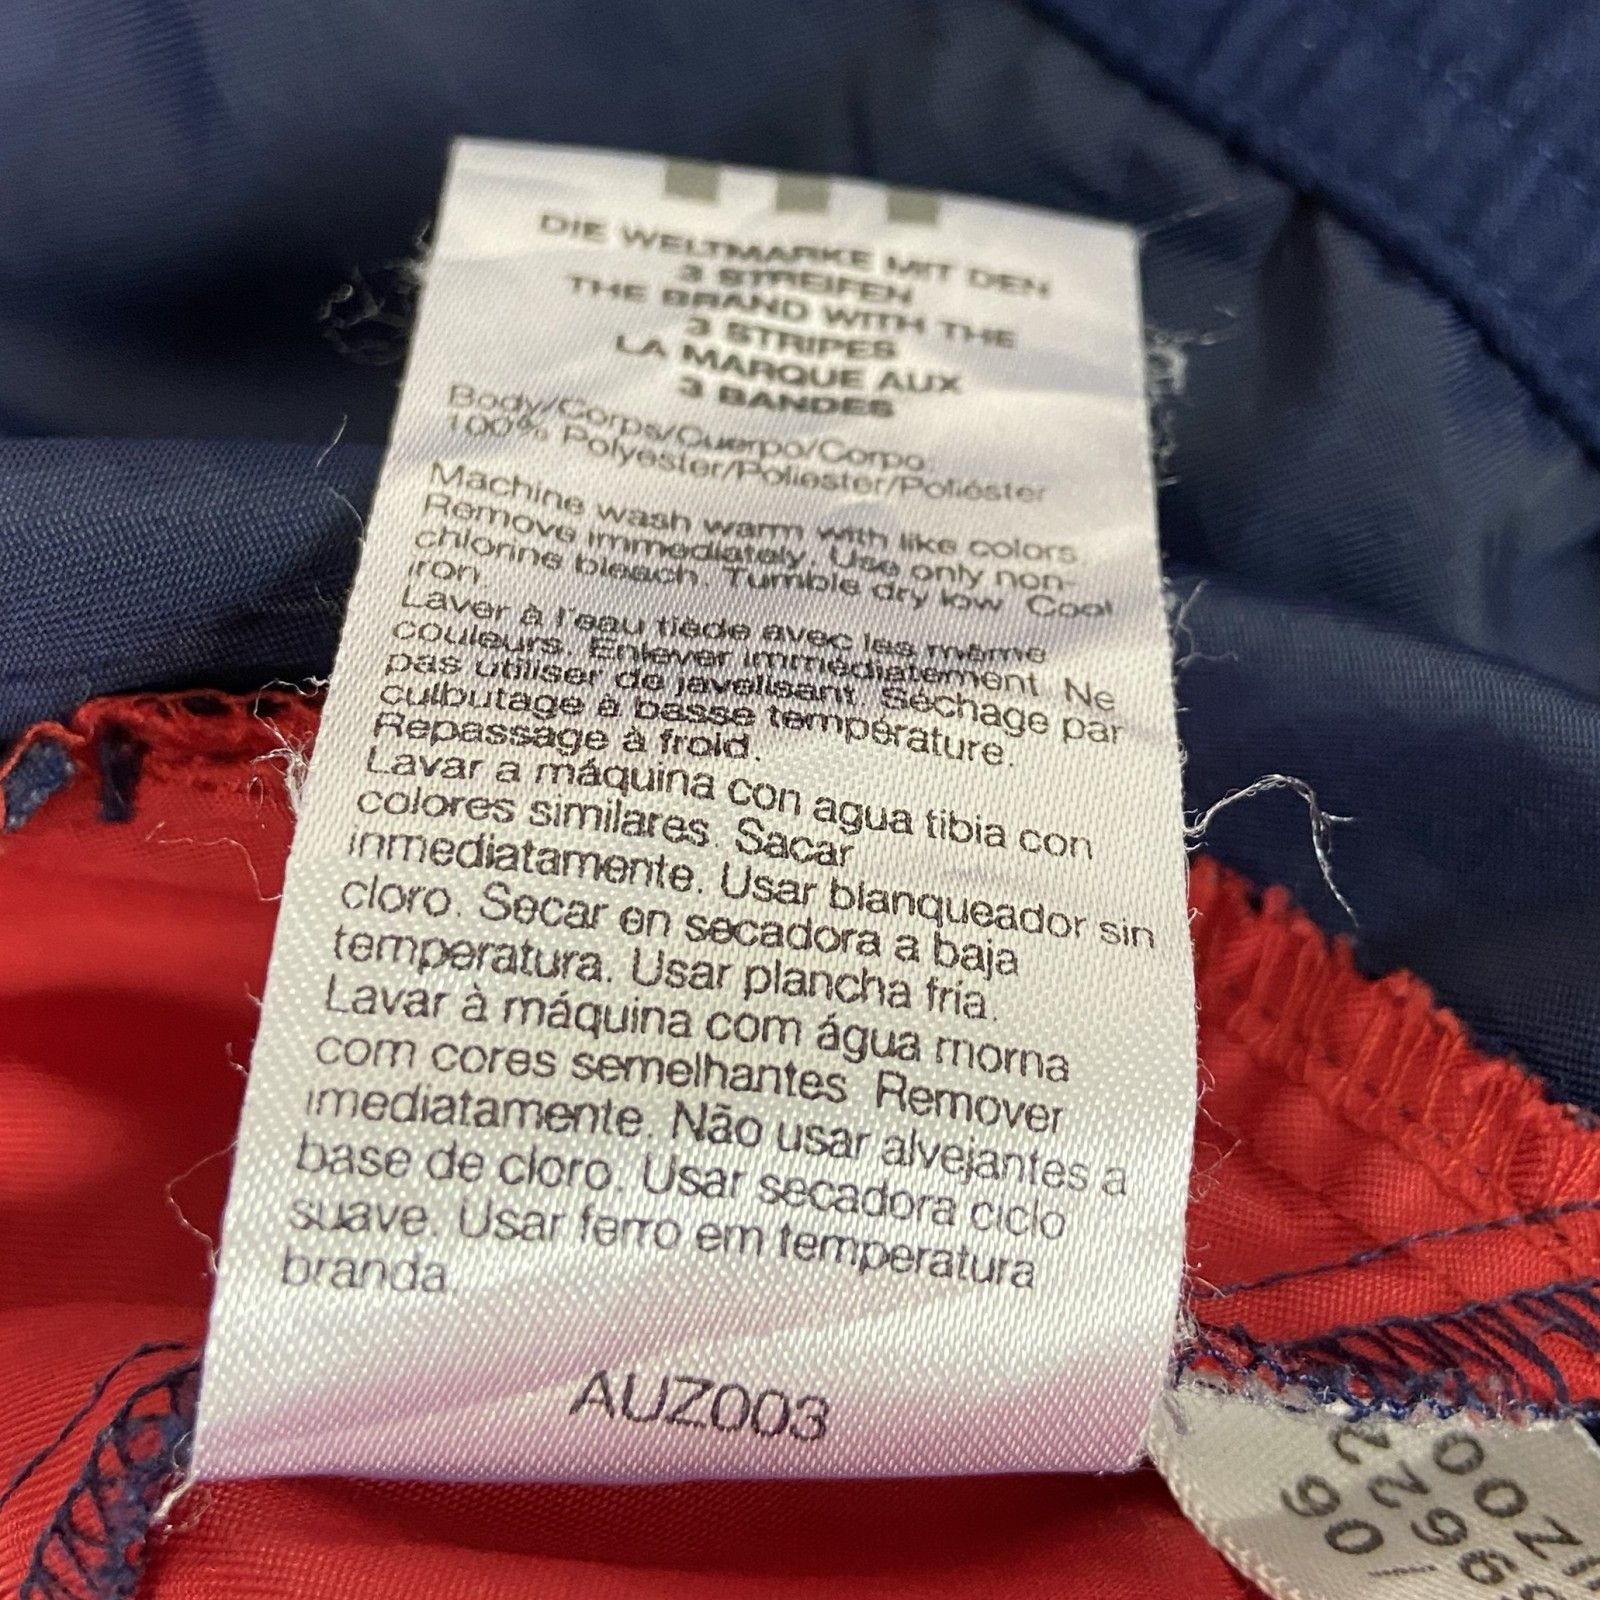 DIE WELTMARKE MIT DEN
3 STREIFEN
THE BRAND WITH THE
3 STRIPES
LA MARQUE AUX
3 BANDES
Body/Corps/Cuerpo/Corpo:
100% Polyester/Poliester/Poliéster
Machine wash warm with like colors.
Remove immediately. Use only non-
chlorine bleach. Tumble dry low. Cool
iron.
Laver à l'eau tiède avec les même
couleurs. Enlever immédiatement. Ne
pas utiliser de javellisant. Séchage par
culbutage à basse température.
Repassage à froid.
Lavar a máquina con agua tibia con
colores similares. Sacar
inmediatamente. Usar blanqueador sin
cloro. Secar en secadora a baja
temperatura. Usar plancha fria.
Lavar à máquina com água morna
com cores semelhantes. Remover
imediatamente. Não usar alvejantes a
base de cloro. Usar secadora ciclo
suave. Usar ferro em temperatura
branda.
AUZ003